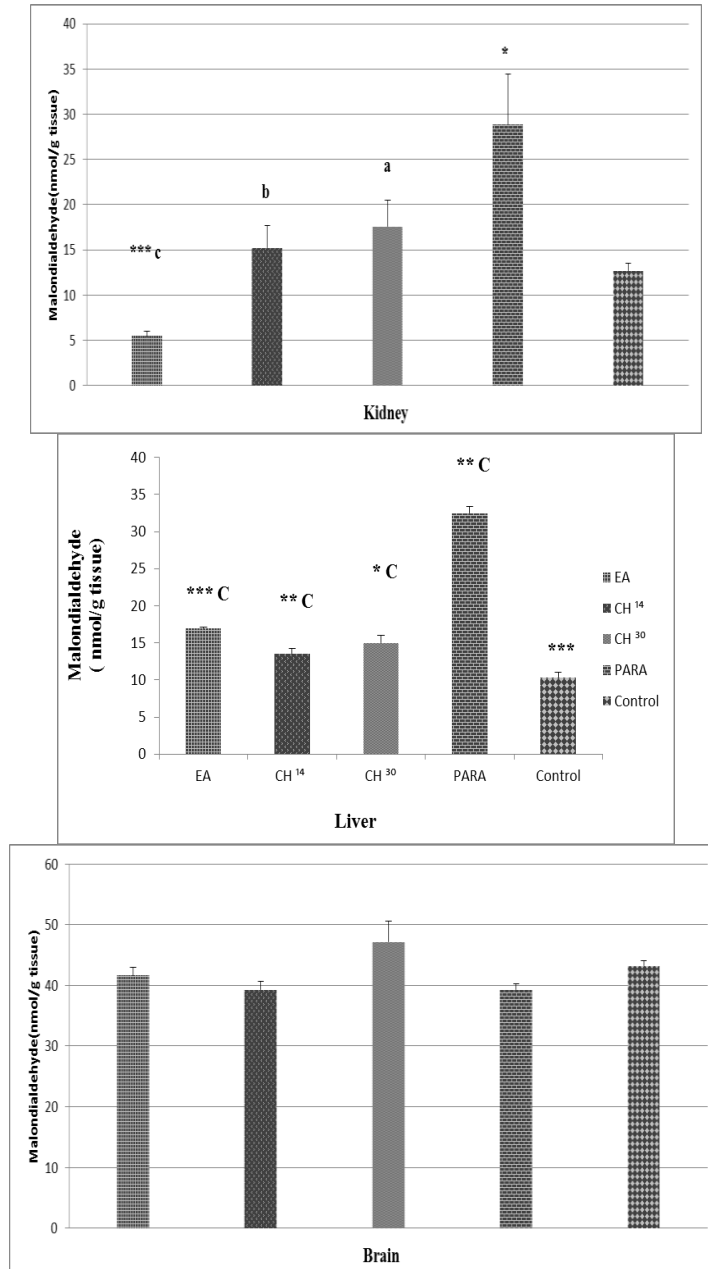 Malondialdehyde(nmol/g tissue)
40
35
30
25
20
15
10
5
0
*** c
b
a
*
Kidney
Malondialdehyde
( nmol/g tissue)
40
35
30
25
20
15
10
5
0
*** C
** C
* C
** C
***
EA
CH ¹⁴
CH ³⁰
PARA
Control
EA CH ¹⁴ CH ³⁰ PARA Control
Liver
Malondialdehyde(nmol/g tissue)
60
50
40
30
20
10
0
Brain